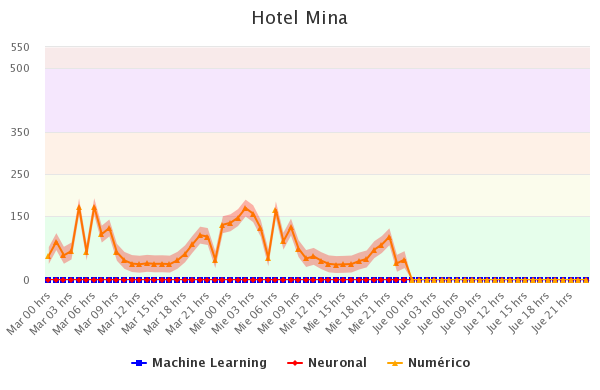 Hotel Mina
550
500
350
250
150
0
Mar 00 hrs
Mar 03 hrs
Mar 06 hrs
Mar 09 hrs
Mar 12 hrs
Mar 15 hrs
Mar 18 hrs
Mar 21 hrs
Mie 00 hrs
Mie 03 hrs
Mie 06 hrs
Mie 09 hrs
Mie 12 hrs
Mie 15 hrs
Mie 18 hrs
Mie 21 hrs
Jue 00 hrs
Jue 03 hrs
Jue 06 hrs
Jue 09 hrs
Jue 12 hrs
Jue 15 hrs
Jue 18 hrs
Jue 21 hrs
Machine Learning Neuronal Numérico